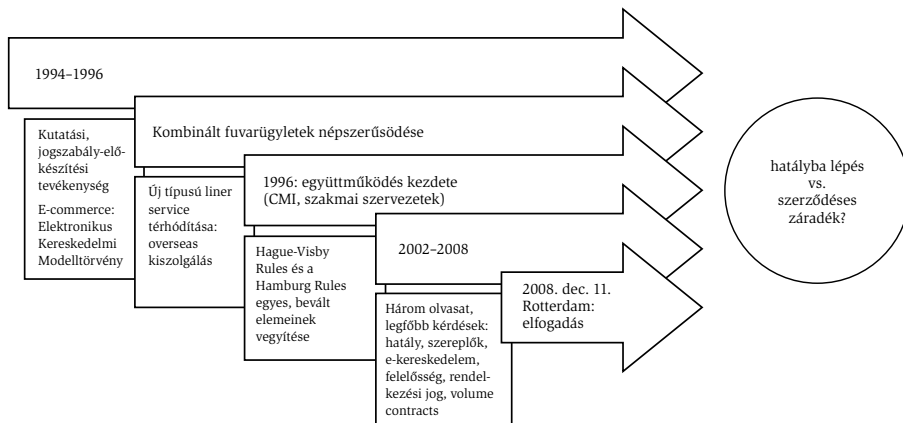 1994–1996
Kutatási,
jogszabály-elő-
készítési
tevékenység
E-commerce:
Elektronikus
Kereskedelmi
Modelltörvény
Kombinált fuvarügyletek népszerűsödése
Új típusú liner
service
térhódítása:
overseas
kiszolgálás
1996: együttműködés kezdete
(CMI, szakmai szervezetek)
Hague-Visby
Rules és a
Hamburg Rules
egyes, bevált
elemeinek
vegyítése
2002–2008
Három olvasat,
legfőbb kérdések:
hatály, szereplők,
e-kereskedelem,
felelősség, rendel-
kezési jog, volume
contracts
2008. dec. 11.
Rotterdam:
elfogadás
hatályba lépés
vs.
szerződéses
záradék?